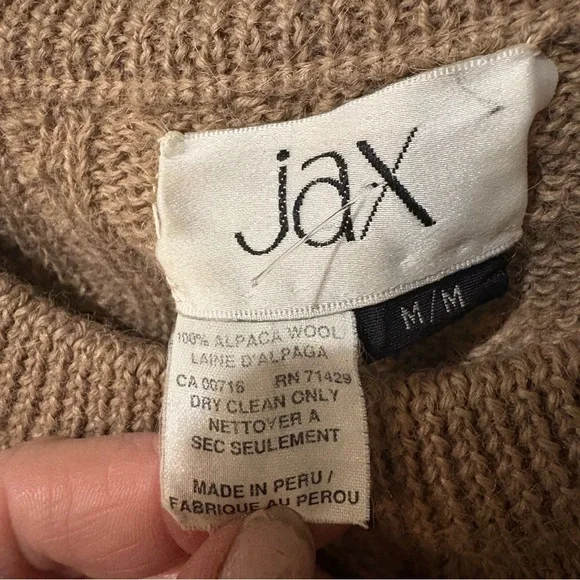 jax
M/M
100% ALPACA WOOL
LAINE D'ALPAGA
CA 00716 RN 71429
DRY CLEAN ONLY
NETTOYER A
SEC SEULEMENT
MADE IN PERU/
FABRIQUE AU PEROU